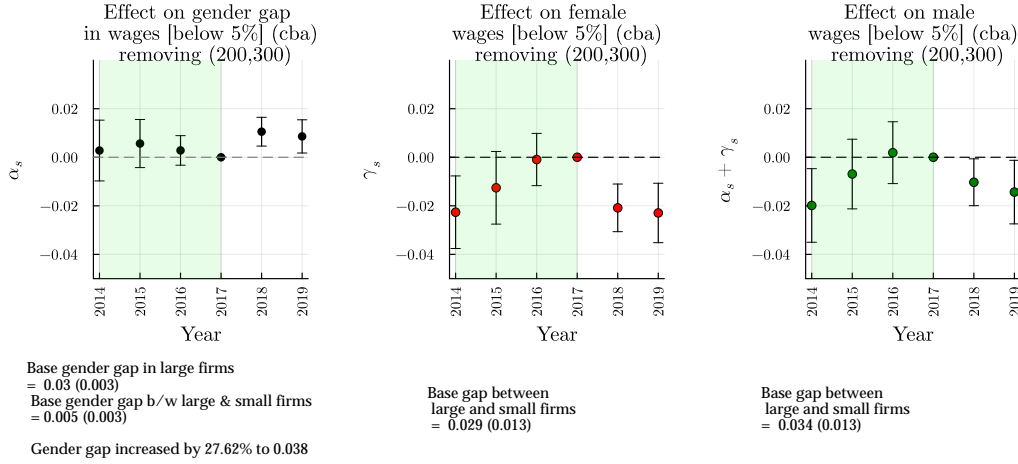 Effect on gender gap
in wages [below 5%] (cba)
removing (200,300)
α_s
0.02
0.00
−0.02
−0.04
2014
2015
2016
2017
2018
2019
Year
Base gender gap in large firms
= 0.03 (0.003)
Base gender gap b/w large & small firms
= 0.005 (0.003)
Gender gap increased by 27.62% to 0.038
Effect on female
wages [below 5%] (cba)
removing (200,300)
γ_s
0.02
0.00
−0.02
−0.04
2014
2015
2016
2017
2018
2019
Year
Base gap between
large and small firms
= 0.029 (0.013)
Effect on male
wages [below 5%] (cba)
removing (200,300)
α_s + γ_s
0.02
0.00
−0.02
−0.04
2014
2015
2016
2017
2018
2019
Year
Base gap between
large and small firms
= 0.034 (0.013)